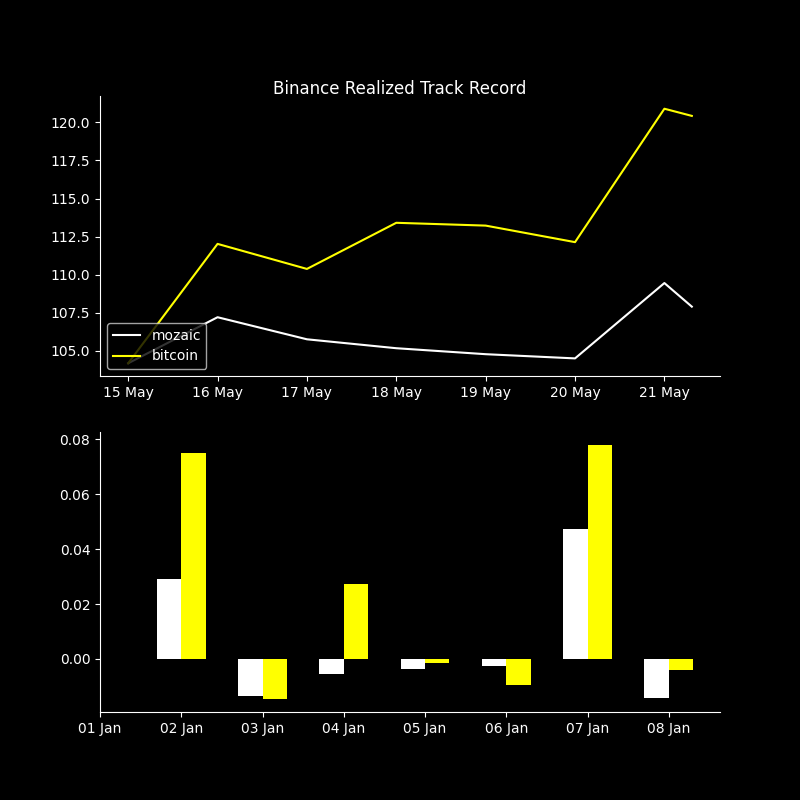 Binance Realized Track Record
120.0
117.5
115.0
112.5
110.0
107.5
105.0
mozaic
bitcoin
15 May 16 May 17 May 18 May 19 May 20 May 21 May
0.08
0.06
0.04
0.02
0.00
01 Jan 02 Jan 03 Jan 04 Jan 05 Jan 06 Jan 07 Jan 08 Jan